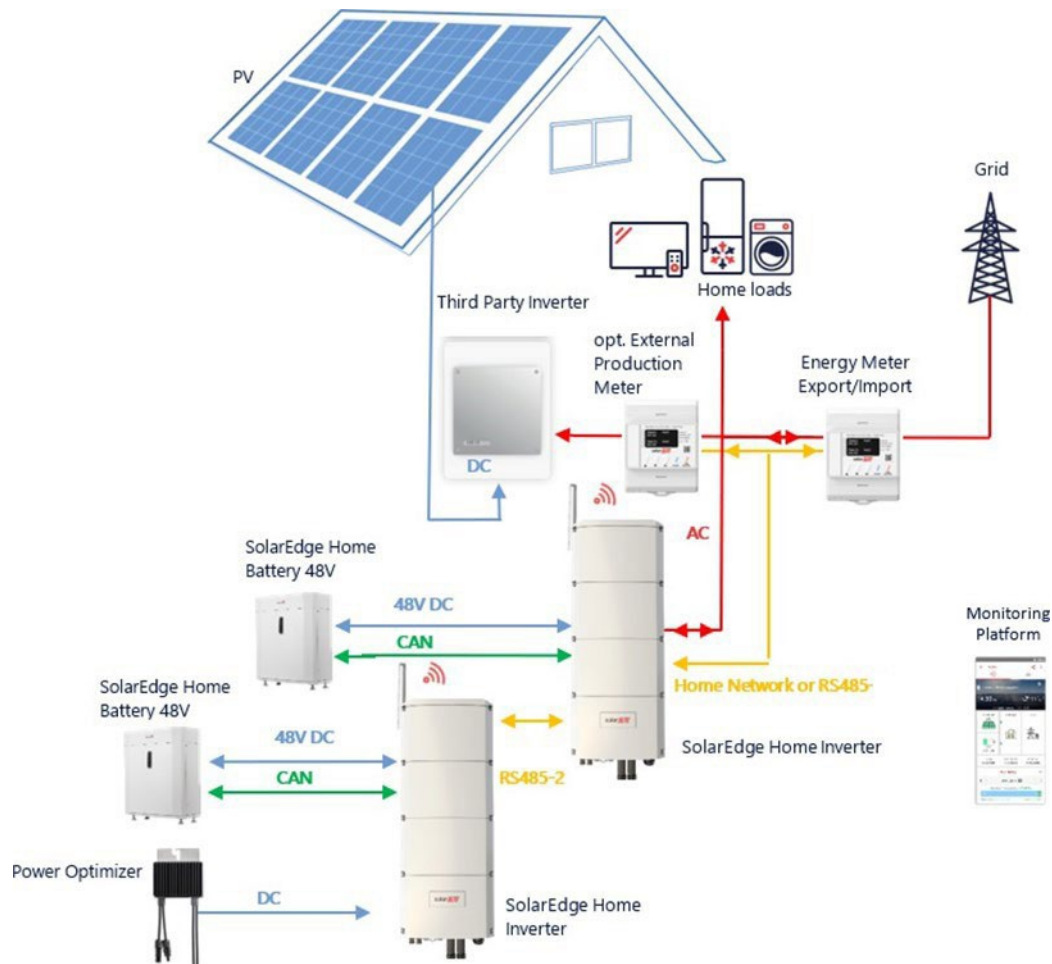 PV
Grid
Home loads
Third Party Inverter
opt. External
Production
Meter
Energy Meter
Export/Import
DC
AC
SolarEdge Home
Battery 48V
48V DC
CAN
Monitoring
Platform
Home Network or RS485-
SolarEdge Home
Battery 48V
48V DC
CAN
RS485-2
SolarEdge Home Inverter
Power Optimizer
DC
SolarEdge Home
Inverter
solaredge
solaredge